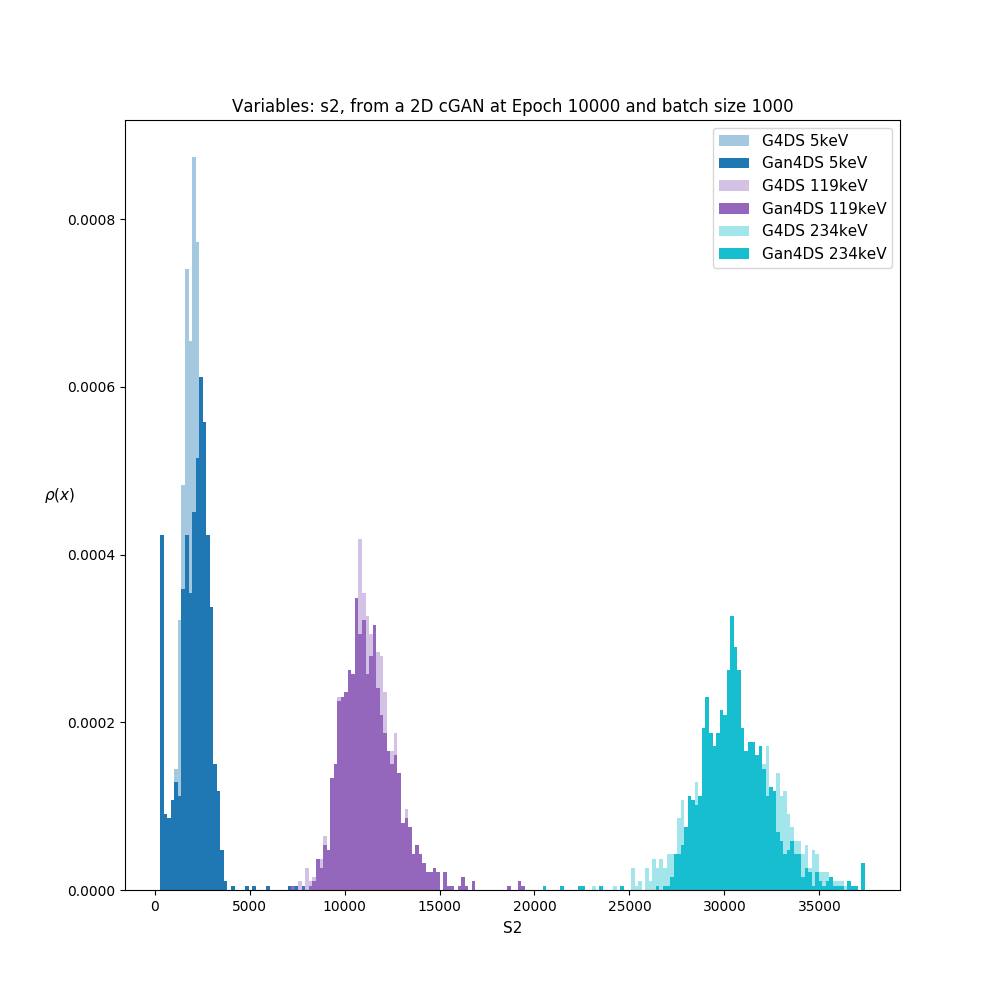 Variables: s2, from a 2D cGAN at Epoch 10000 and batch size 1000
G4DS 5keV
Gan4DS 5keV
G4DS 119keV
Gan4DS 119keV
G4DS 234keV
Gan4DS 234keV
0.0008
0.0006
ρ(x)
0.0004
0.0002
0.0000
0 5000 10000 15000 20000 25000 30000 35000
S2